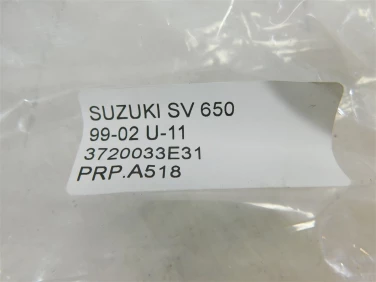 SUZUKI SV 650
99-02 U-11
3720033E31
PRP.A518